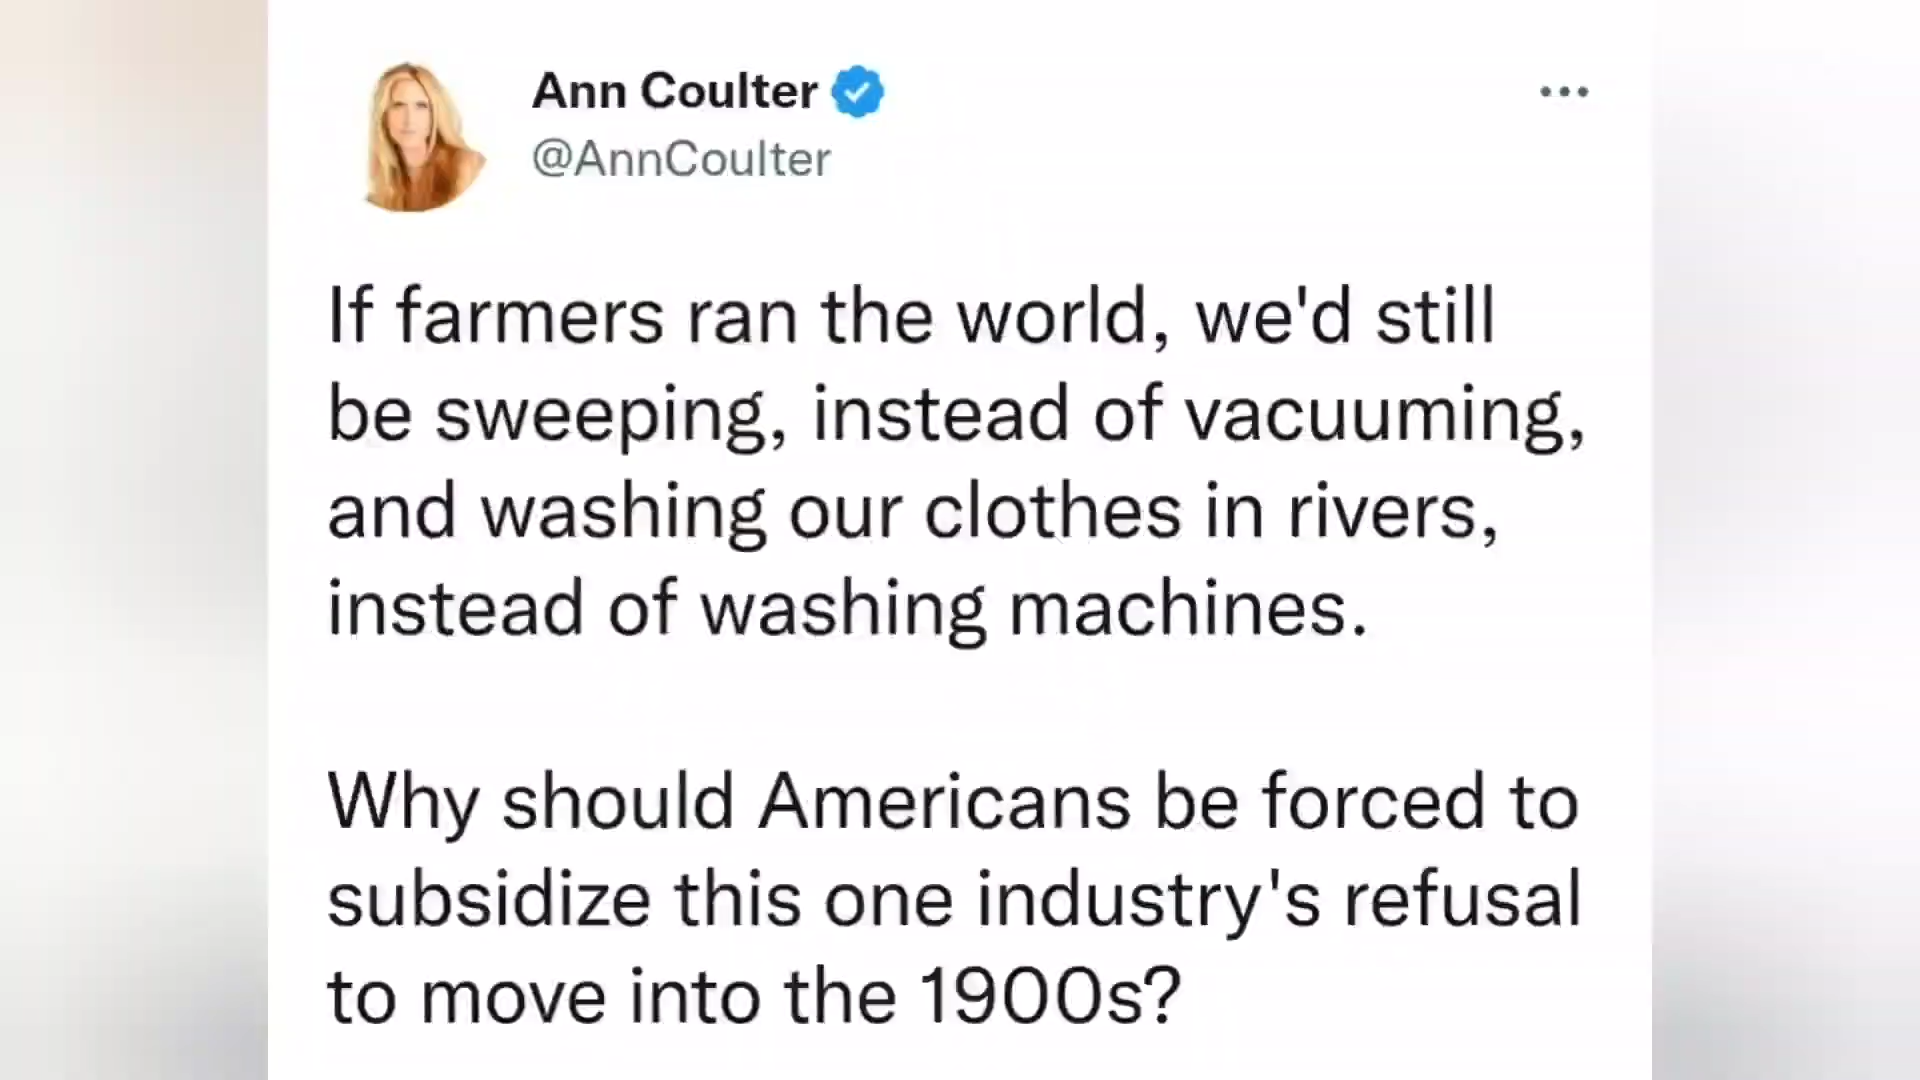 Ann Coulter
@AnnCoulter
If farmers ran the world, we'd still
be sweeping, instead of vacuuming,
and washing our clothes in rivers,
instead of washing machines.
Why should Americans be forced to
subsidize this one industry's refusal
to move into the 1900s?